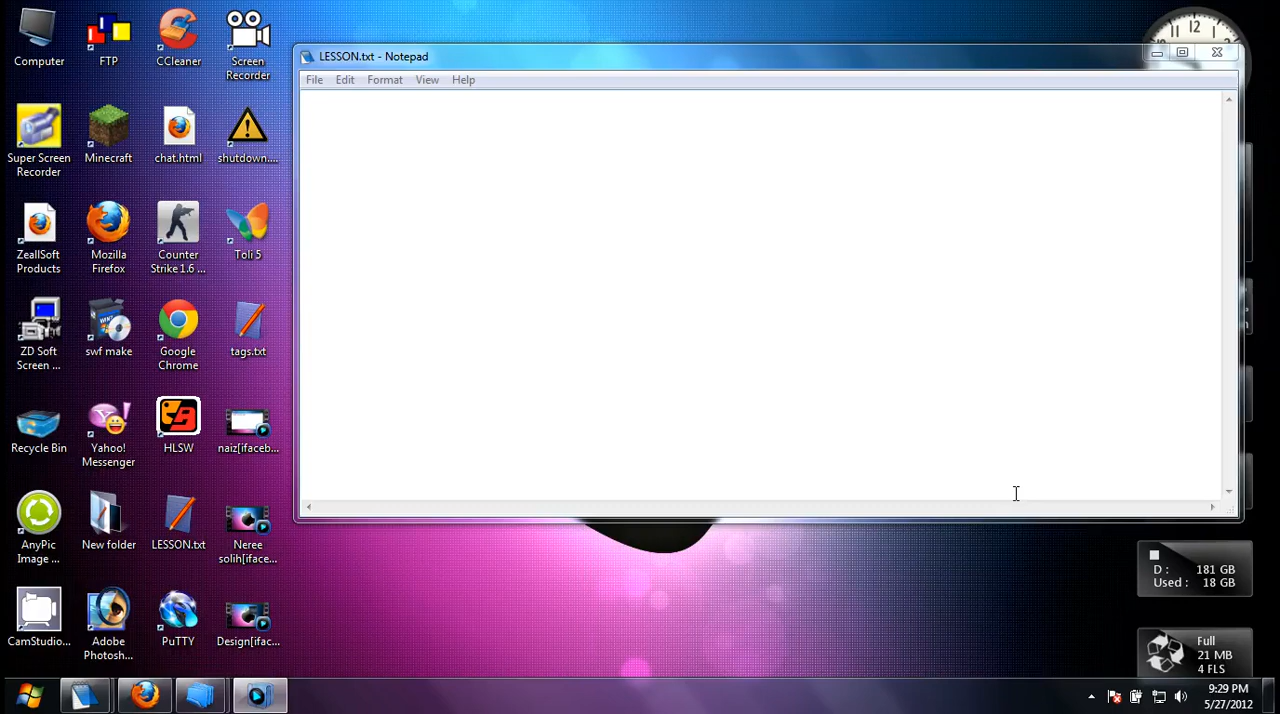 Computer
FTP
CCleaner
Screen
Recorder
LESSON.txt - Notepad
File Edit Format View Help
12
11
10
Super Screen
Recorder
Minecraft
chat.html
shutdown....
ZeallSoft
Products
Mozilla
Firefox
Counter
Strike 1.6 ...
Toli 5
ZD Soft
Screen ...
swf make
Google
Chrome
tags.txt
Recycle Bin
Yahoo!
Messenger
HLSW
naiz[ifaceb...
AnyPic
Image ...
New folder
LESSON.txt
Neree
solih[iface...
CamStudio...
Adobe
Photosh...
PuTTY
Design[ifac...
D : 181 GB
Used : 18 GB
Full
21 MB
4 FLS
9:29 PM
5/27/2012